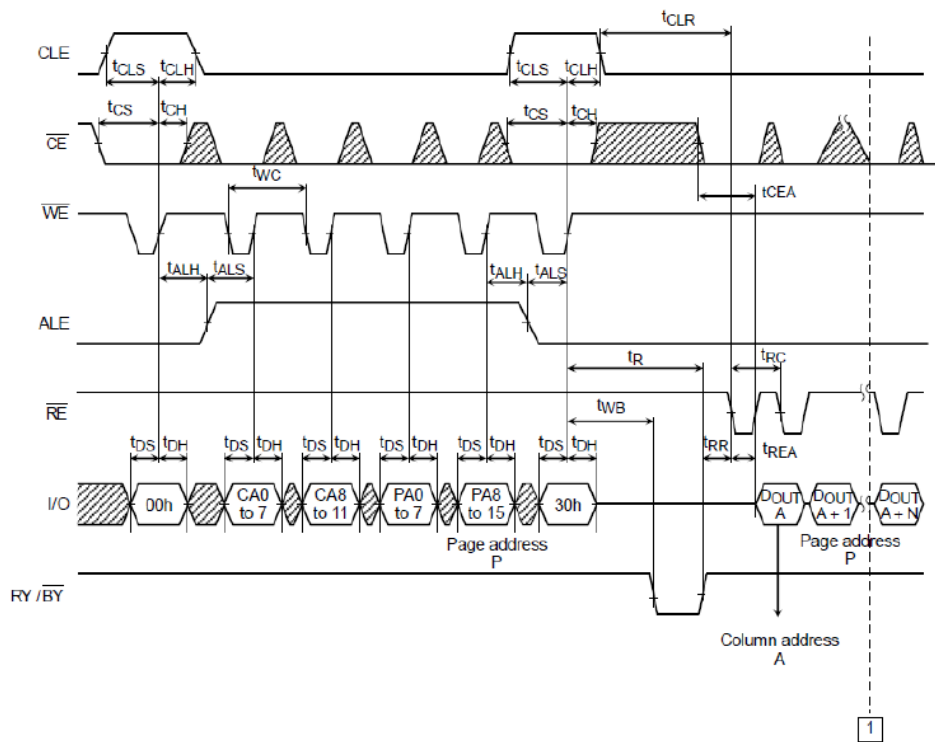 tCLR
CLE
tCLS tCLH tCLS tCLH
tCS tCH tCS tCH
CE
tWC tCEA
WE
tALH tALS tALH tALS
ALE
tR tRC
RE
tWB
tDS tDH tDS tDH tDS tDH tDS tDH tDS tDH tDS tDH tRR tREA
I/O 00h CA0 to 7 CA8 to 11 PA0 to 7 PA8 to 15 30h DOUT A DOUT A + 1 DOUT A + N
Page address P
Page address P
RY /BY
Column address
A
1